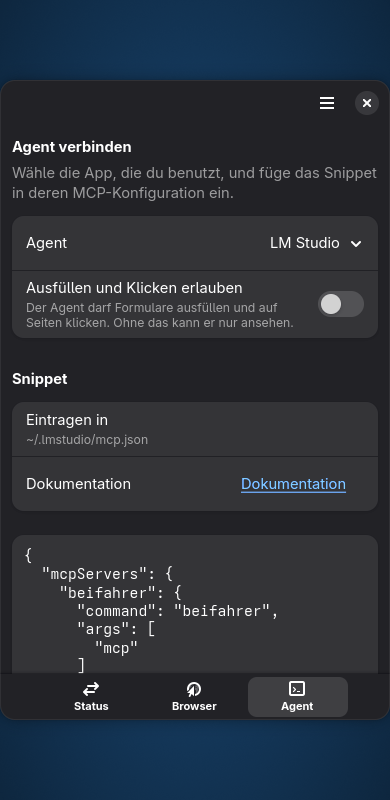 Agent verbinden
Wähle die App, die du benutzt, und füge das Snippet
in deren MCP-Konfiguration ein.
Agent
LM Studio
Ausfüllen und Klicken erlauben
Der Agent darf Formulare ausfüllen und auf
Seiten klicken. Ohne das kann er nur ansehen.
Snippet
Eintragen in
~/.lmstudio/mcp.json
Dokumentation
Dokumentation
{
  "mcpServers": {
    "beifahrer": {
      "command": "beifahrer",
      "args": [
        "mcp"
      ]
Status
Browser
Agent